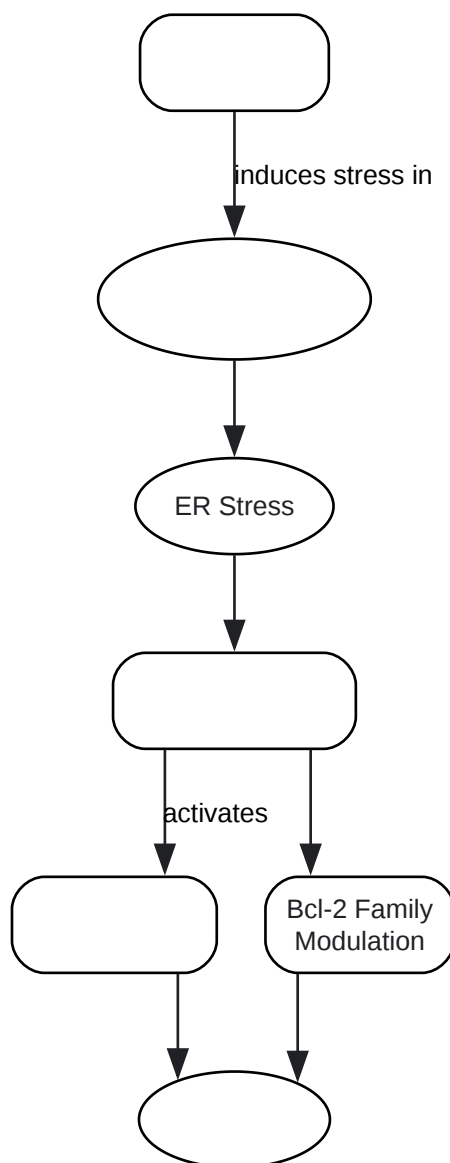 induces stress in
ER Stress
activates
Bcl-2 Family
Modulation